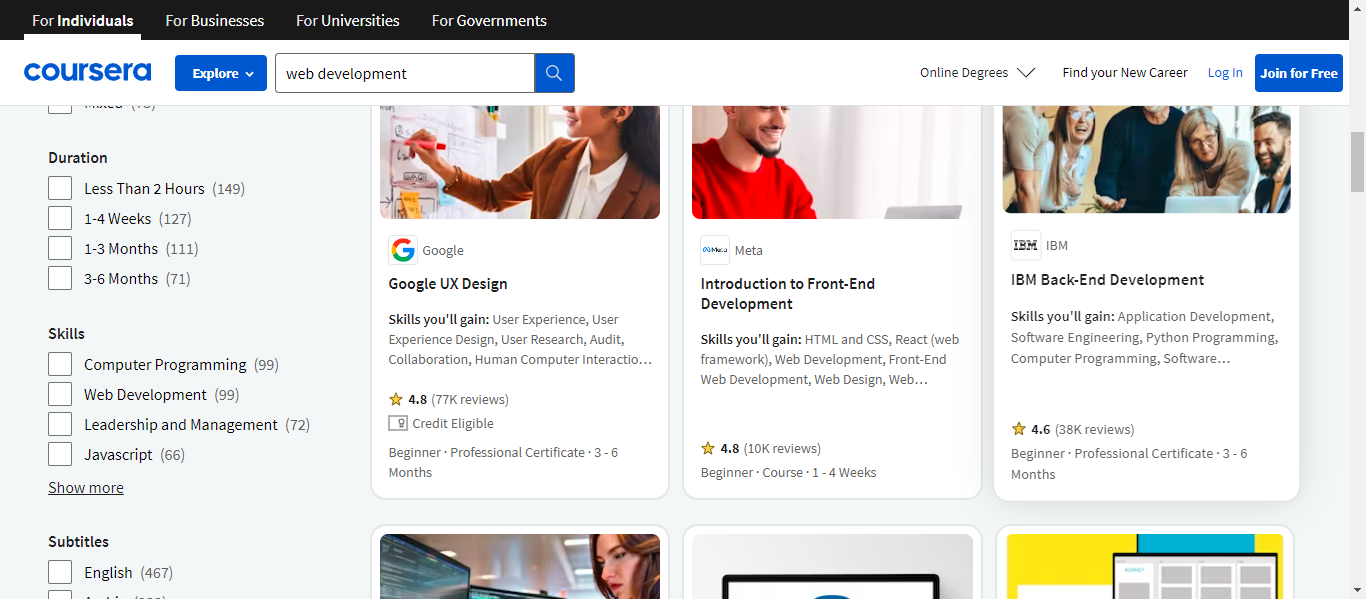 For Individuals
For Businesses
For Universities
For Governments
coursera
Explore
web development
Online Degrees
Find your New Career
Log In
Join for Free
Mixed (78)
Duration
Less Than 2 Hours (149)
1-4 Weeks (127)
1-3 Months (111)
3-6 Months (71)
Skills
Computer Programming (99)
Web Development (99)
Leadership and Management (72)
Javascript (66)
Show more
Subtitles
English (467)
Google
Google UX Design
Skills you'll gain: User Experience, User
Experience Design, User Research, Audit,
Collaboration, Human Computer Interactio…
4.8 (77K reviews)
Credit Eligible
Beginner · Professional Certificate · 3 - 6
Months
Meta
Meta
Introduction to Front-End
Development
Skills you'll gain: HTML and CSS, React (web
framework), Web Development, Front-End
Web Development, Web Design, Web…
4.8 (10K reviews)
Beginner · Course · 1 - 4 Weeks
IBM
IBM
IBM Back-End Development
Skills you'll gain: Application Development,
Software Engineering, Python Programming,
Computer Programming, Software…
4.6 (38K reviews)
Beginner · Professional Certificate · 3 - 6
Months